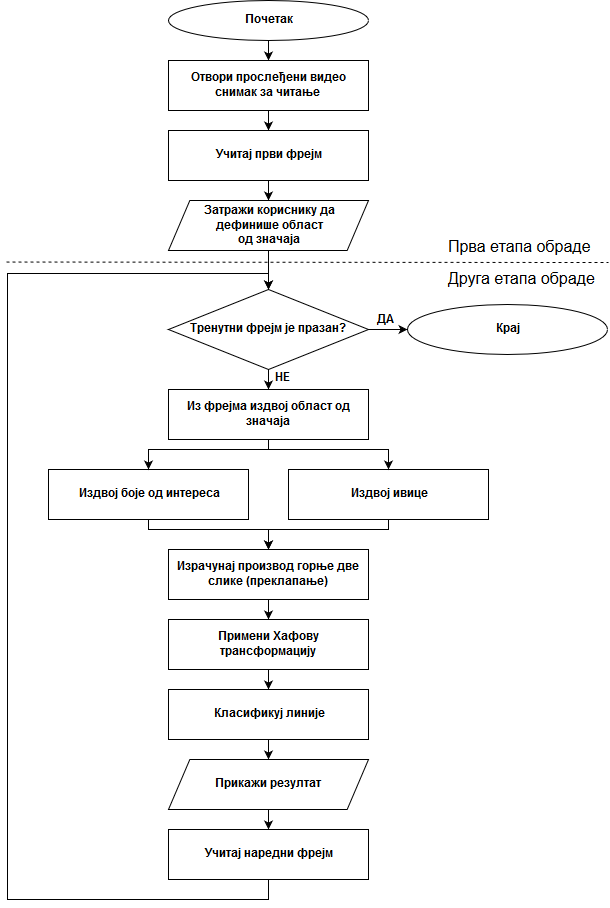 Почетак
Отвори прослеђени видео
снимак за читање
Учитај први фрејм
Затражи кориснику да
дефинише област
од значаја
Прва етапа обраде
Друга етапа обраде
Тренутни фрејм је празан?
ДА
Крај
НЕ
Из фрејма издвој област од
значаја
Издвој боје од интереса
Издвој ивице
Израчунај производ горње две
слике (преклапање)
Примени Хафову
трансформацију
Класификуј линије
Прикажи резултат
Учитај наредни фрејм